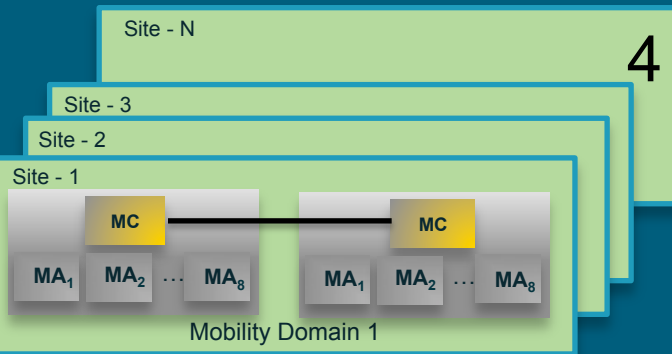 Site - N
4
Site - 3
Site - 2
Site - 1
MC MC
MA₁ MA₂ … MA₈ MA₁ MA₂ … MA₈
Mobility Domain 1